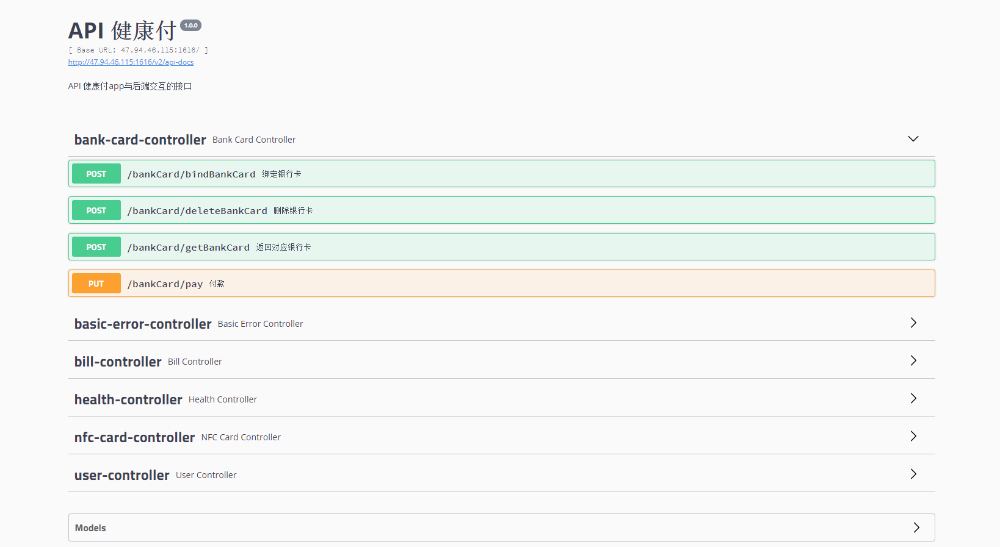 API 健康付 1.0.0
[ Base URL: 47.94.46.115:1616/ ]
http://47.94.46.115:1616/v2/api-docs
API 健康付app与后端交互的接口
bank-card-controller Bank Card Controller
POST /bankCard/bindBankCard 绑定银行卡
POST /bankCard/deleteBankCard 删除银行卡
POST /bankCard/getBankCard 返回对应银行卡
PUT /bankCard/pay 付款
basic-error-controller Basic Error Controller
bill-controller Bill Controller
health-controller Health Controller
nfc-card-controller NFC Card Controller
user-controller User Controller
Models